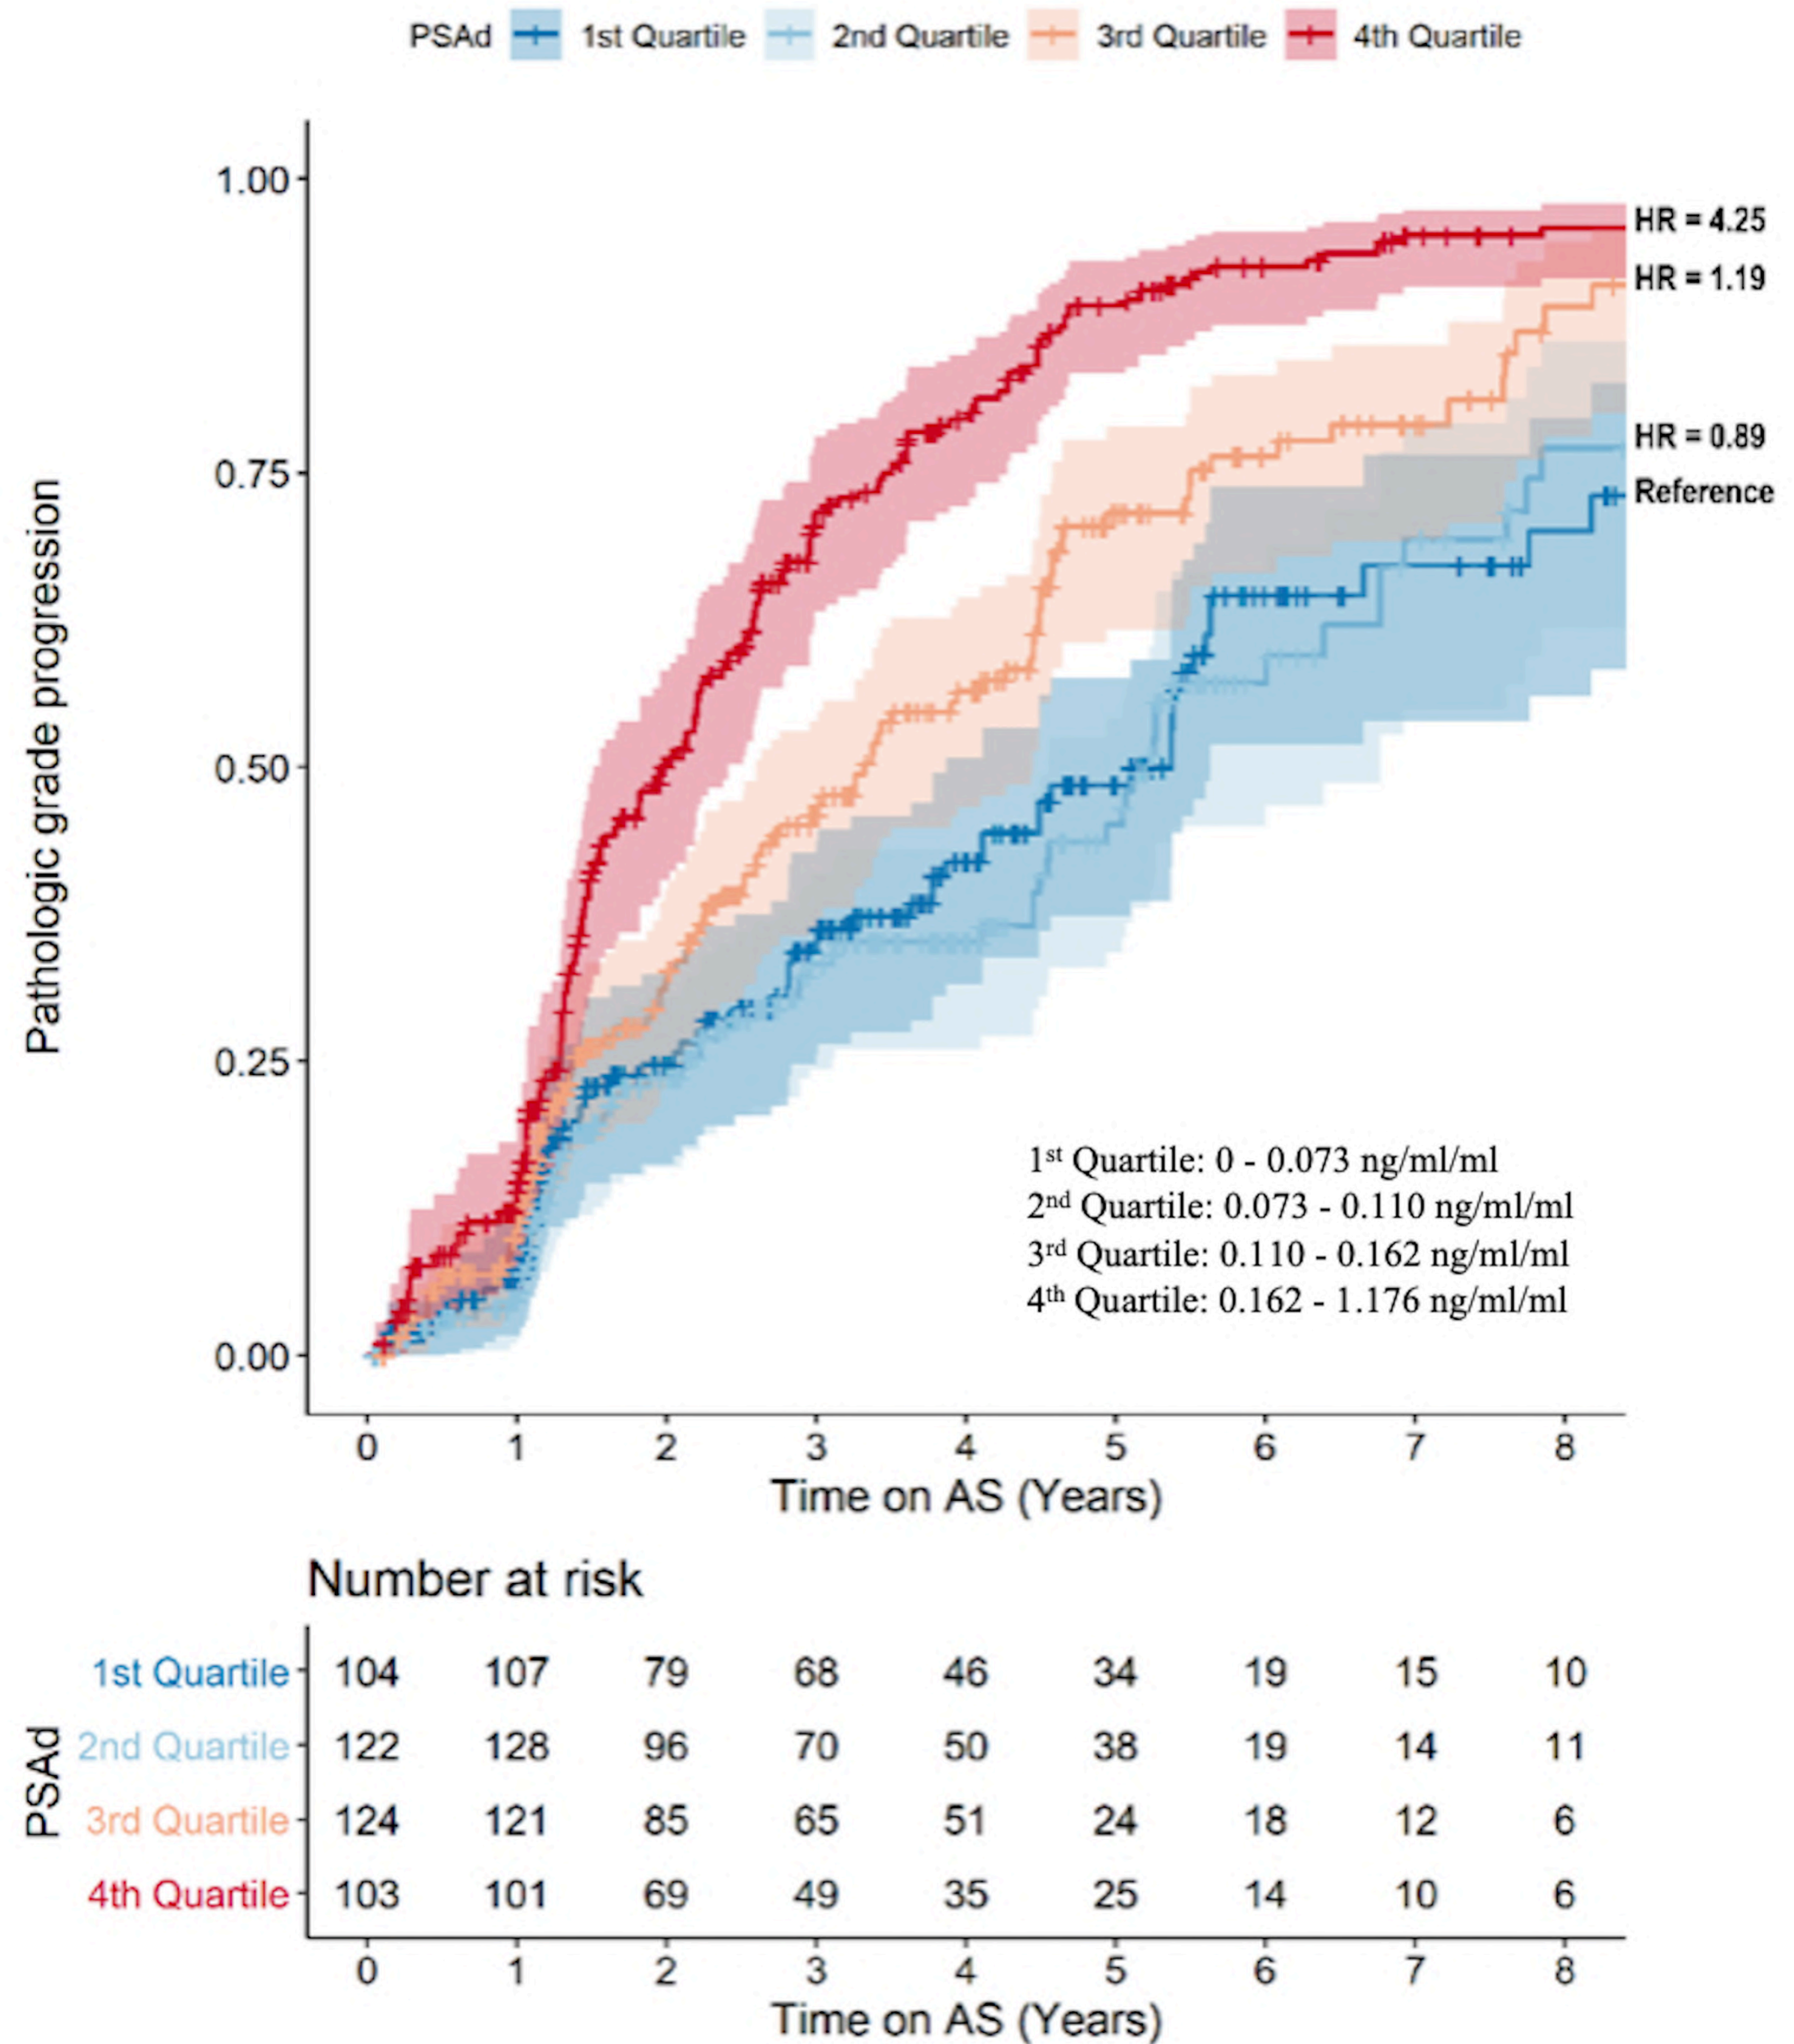 PSAd 1st Quartile 2nd Quartile 3rd Quartile 4th Quartile
Pathologic grade progression
1.00
0.75
0.50
0.25
0.00
HR = 4.25
HR = 1.19
HR = 0.89
Reference
1st Quartile: 0 - 0.073 ng/ml/ml
2nd Quartile: 0.073 - 0.110 ng/ml/ml
3rd Quartile: 0.110 - 0.162 ng/ml/ml
4th Quartile: 0.162 - 1.176 ng/ml/ml
0 1 2 3 4 5 6 7 8
Time on AS (Years)
Number at risk
PSAd
1st Quartile 104 107 79 68 46 34 19 15 10
2nd Quartile 122 128 96 70 50 38 19 14 11
3rd Quartile 124 121 85 65 51 24 18 12 6
4th Quartile 103 101 69 49 35 25 14 10 6
0 1 2 3 4 5 6 7 8
Time on AS (Years)